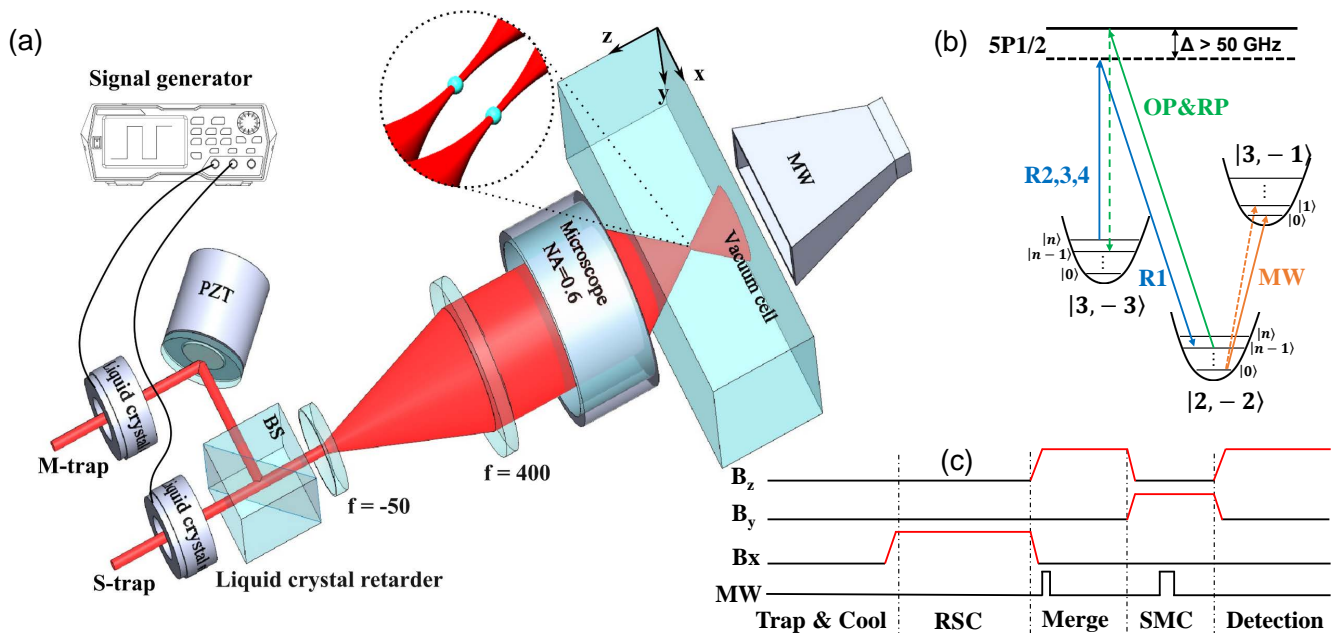 (a)
Signal generator
z
x
y
MW
PZT
Microscope
NA=0.6
Vacuum cell
Liquid crystal
BS
M-trap
Liquid crystal
f = 400
f = -50
S-trap
Liquid crystal retarder
(b)
5P1/2
Δ > 50 GHz
OP&RP
R2,3,4
|3, −1⟩
|1⟩
|0⟩
|n⟩
|n−1⟩
|0⟩
R1
MW
|3, −3⟩
|n⟩
|n−1⟩
|0⟩
|2, −2⟩
(c)
Bz
By
Bx
MW
Trap & Cool RSC Merge SMC Detection